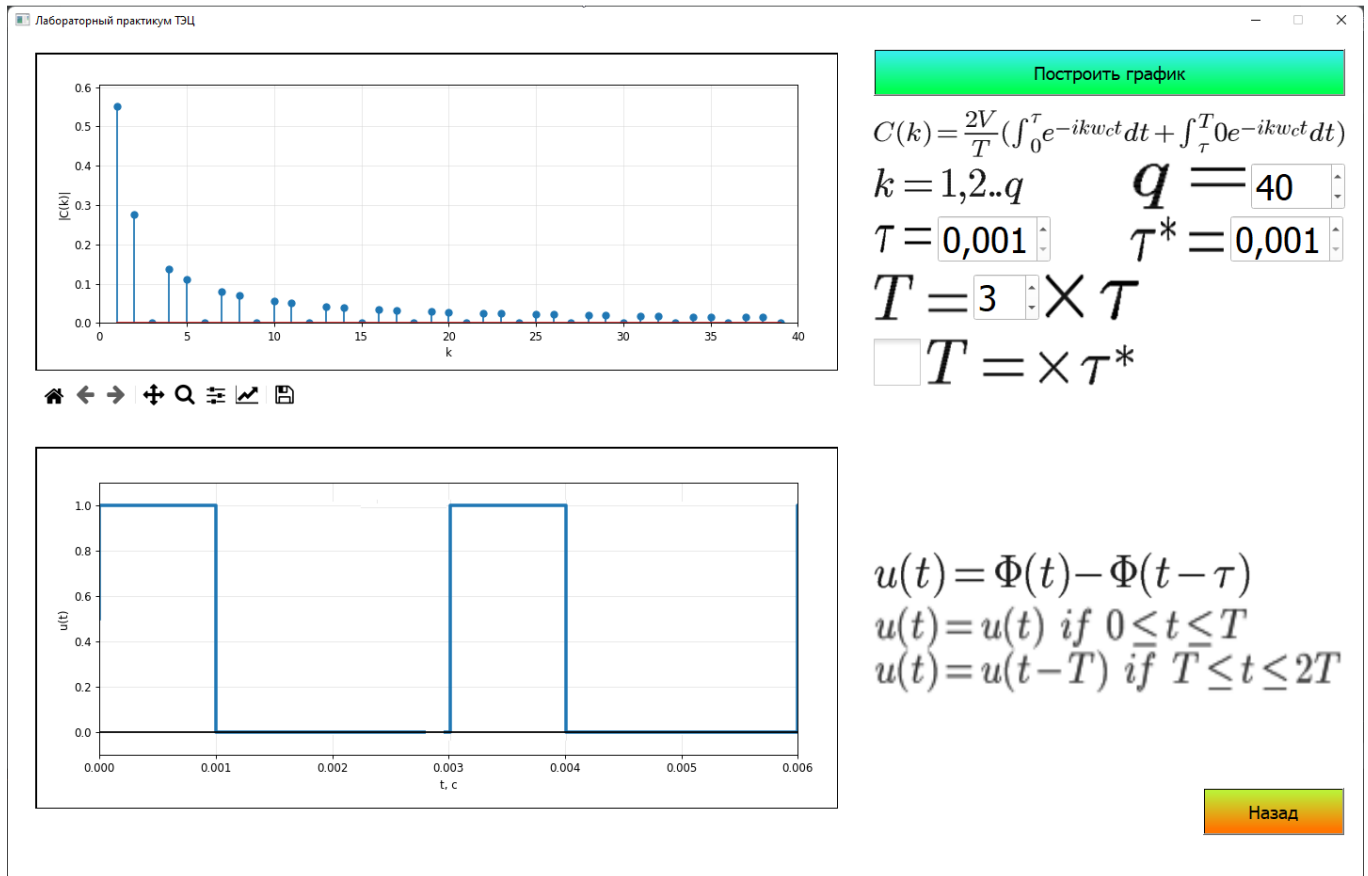 Лабораторный практикум ТЭЦ
0.6
0.5
0.4
0.3
0.2
0.1
0.0
|C(k)|
0 5 10 15 20 25 30 35 40
k
1.0
0.8
0.6
0.4
0.2
0.0
u(t)
0.000 0.001 0.002 0.003 0.004 0.005 0.006
t, c
Построить график
C(k)=\frac{2V}{T}(∫_0^τ e^{-ikw_ct}dt+∫_τ^T 0e^{-ikw_ct}dt)
k=1,2..q q=40
τ=0,001 τ*=0,001
T=3×τ
T=×τ*
u(t)=Φ(t)−Φ(t−τ)
u(t)=u(t) if 0≤t≤T
u(t)=u(t−T) if T≤t≤2T
Назад